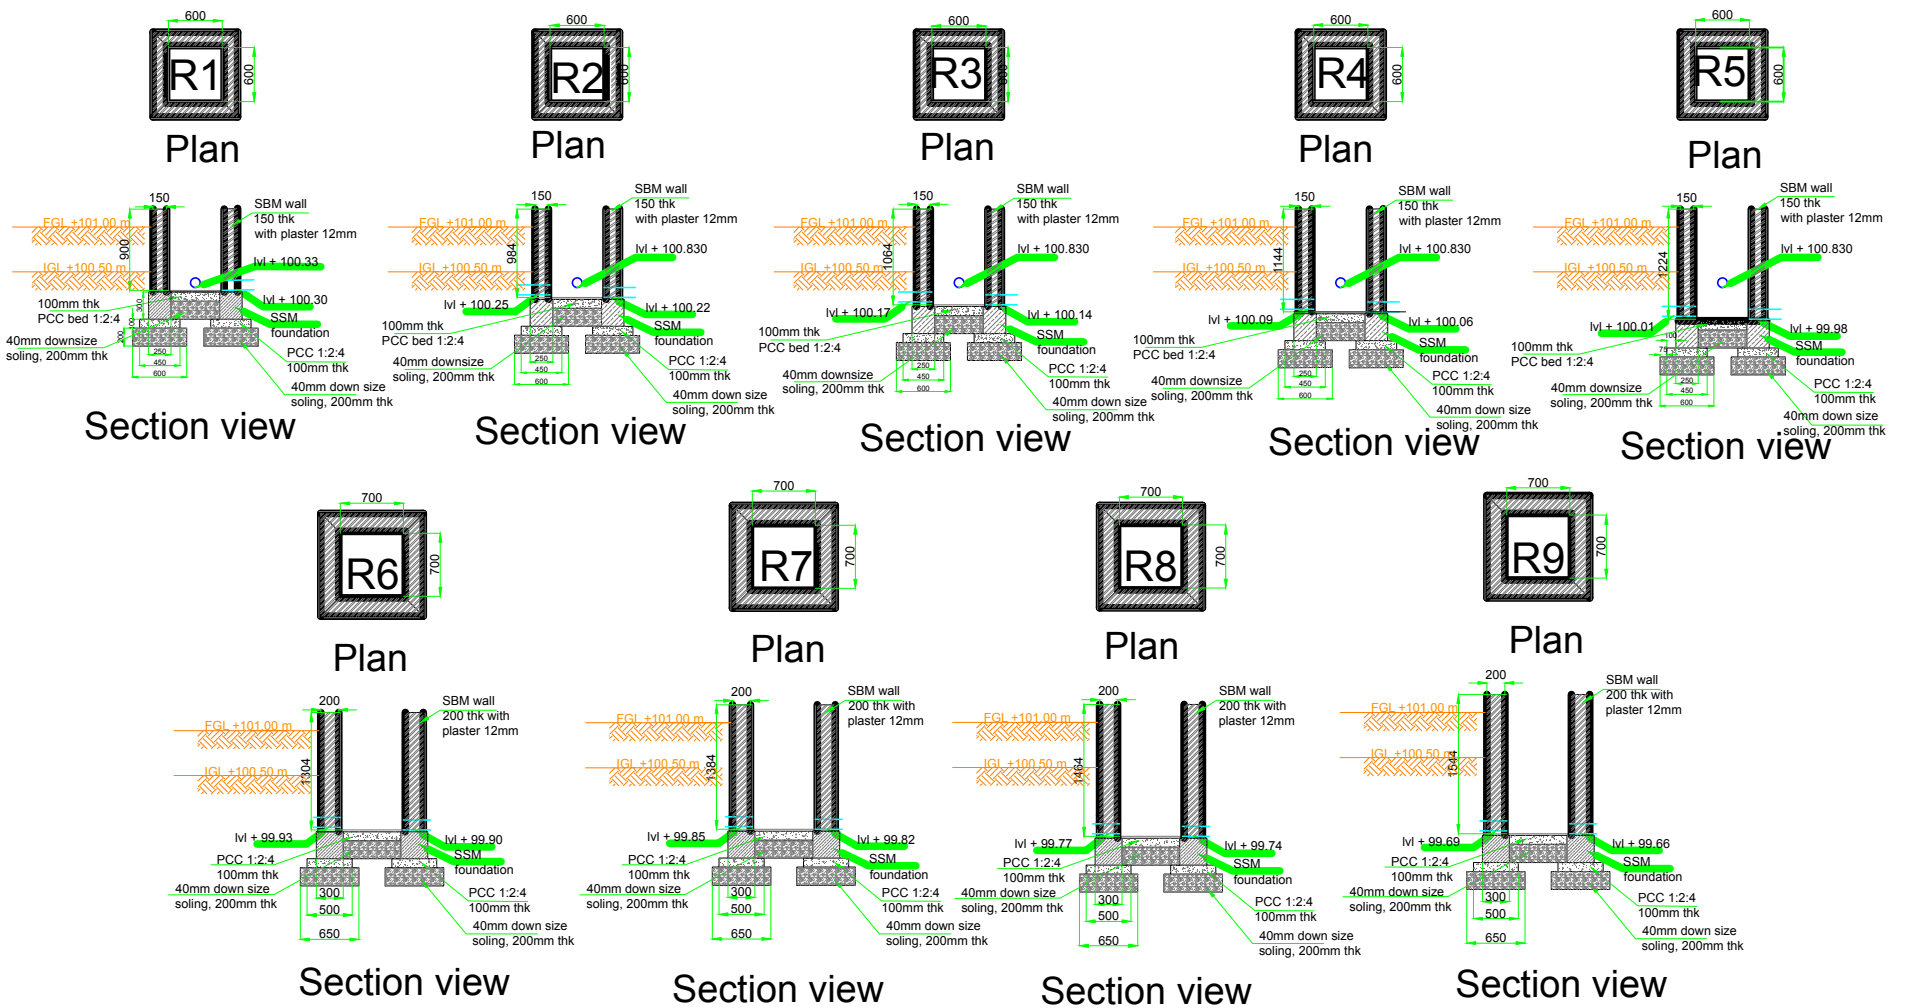 600
R1
600
Plan
150
SBM wall
150 thk
with plaster 12mm
FGL +101.00 m
900
IGL +100.50 m
lvl + 100.33
lvl + 100.30
100mm thk
PCC bed 1:2:4
300
100
200
SSM
foundation
40mm downsize
soling, 200mm thk
PCC 1:2:4
100mm thk
250
450
600
40mm down size
soling, 200mm thk
Section view
600
R2
600
Plan
150
SBM wall
150 thk
with plaster 12mm
FGL +101.00 m
984
IGL +100.50 m
lvl + 100.830
lvl + 100.25
lvl + 100.22
100mm thk
PCC bed 1:2:4
SSM
foundation
40mm downsize
soling, 200mm thk
PCC 1:2:4
100mm thk
250
450
600
40mm down size
soling, 200mm thk
Section view
600
R3
600
Plan
150
SBM wall
150 thk
with plaster 12mm
FGL +101.00 m
1064
IGL +100.50 m
lvl + 100.830
lvl + 100.17
lvl + 100.14
100mm thk
PCC bed 1:2:4
SSM
foundation
40mm downsize
soling, 200mm thk
PCC 1:2:4
100mm thk
250
450
600
40mm down size
soling, 200mm thk
Section view
600
R4
600
Plan
150
SBM wall
150 thk
with plaster 12mm
FGL +101.00 m
1144
IGL +100.50 m
lvl + 100.830
lvl + 100.09
lvl + 100.06
100mm thk
PCC bed 1:2:4
SSM
foundation
40mm downsize
soling, 200mm thk
PCC 1:2:4
100mm thk
250
450
600
40mm down size
soling, 200mm thk
Section view
600
R5
600
Plan
150
SBM wall
150 thk
with plaster 12mm
FGL +101.00 m
1224
IGL +100.50 m
lvl + 100.830
lvl + 100.01
lvl + 99.98
100
75
100mm thk
PCC bed 1:2:4
SSM
foundation
40mm downsize
soling, 200mm thk
PCC 1:2:4
100mm thk
250
450
600
40mm down size
soling, 200mm thk
Section view
700
R6
700
Plan
200
SBM wall
200 thk with
plaster 12mm
FGL +101.00 m
IGL +100.50 m
1304
lvl + 99.93
lvl + 99.90
PCC 1:2:4
100mm thk
SSM
foundation
40mm down size
soling, 200mm thk
300
500
650
PCC 1:2:4
100mm thk
40mm down size
soling, 200mm thk
Section view
700
R7
700
Plan
200
SBM wall
200 thk with
plaster 12mm
FGL +101.00 m
IGL +100.50 m
1384
lvl + 99.85
lvl + 99.82
PCC 1:2:4
100mm thk
SSM
foundation
40mm down size
soling, 200mm thk
300
500
650
PCC 1:2:4
100mm thk
40mm down size
soling, 200mm thk
Section view
700
R8
700
Plan
200
SBM wall
200 thk with
plaster 12mm
FGL +101.00 m
IGL +100.50 m
1464
lvl + 99.77
lvl + 99.74
PCC 1:2:4
100mm thk
SSM
foundation
40mm down size
soling, 200mm thk
300
500
650
PCC 1:2:4
100mm thk
40mm down size
soling, 200mm thk
Section view
700
R9
700
Plan
200
SBM wall
200 thk with
plaster 12mm
FGL +101.00 m
IGL +100.50 m
1544
lvl + 99.69
lvl + 99.66
PCC 1:2:4
100mm thk
SSM
foundation
40mm down size
soling, 200mm thk
300
500
650
PCC 1:2:4
100mm thk
40mm down size
soling, 200mm thk
Section view